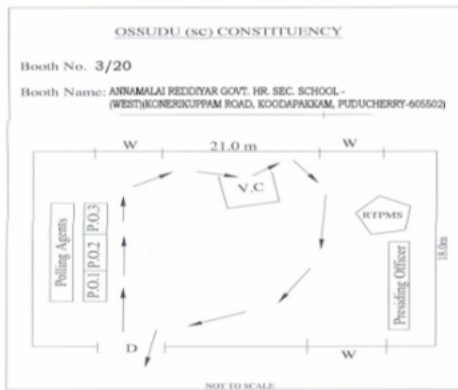 OSSUDU (SC) CONSTITUENCY
Booth No. 3/20
Booth Name: ANNAMALAI REDDIYAR GOVT. HR. SEC. SCHOOL -
(WEST)(KONERIKUPPAM ROAD, KOODAPAKKAM, PUDUCHERRY-605502)
W
21.0 m
W
V.C
RTPMS
Polling Agents
P.O.1
P.O.2
P.O.3
Presiding Officer
18.0m
D
W
NOT TO SCALE